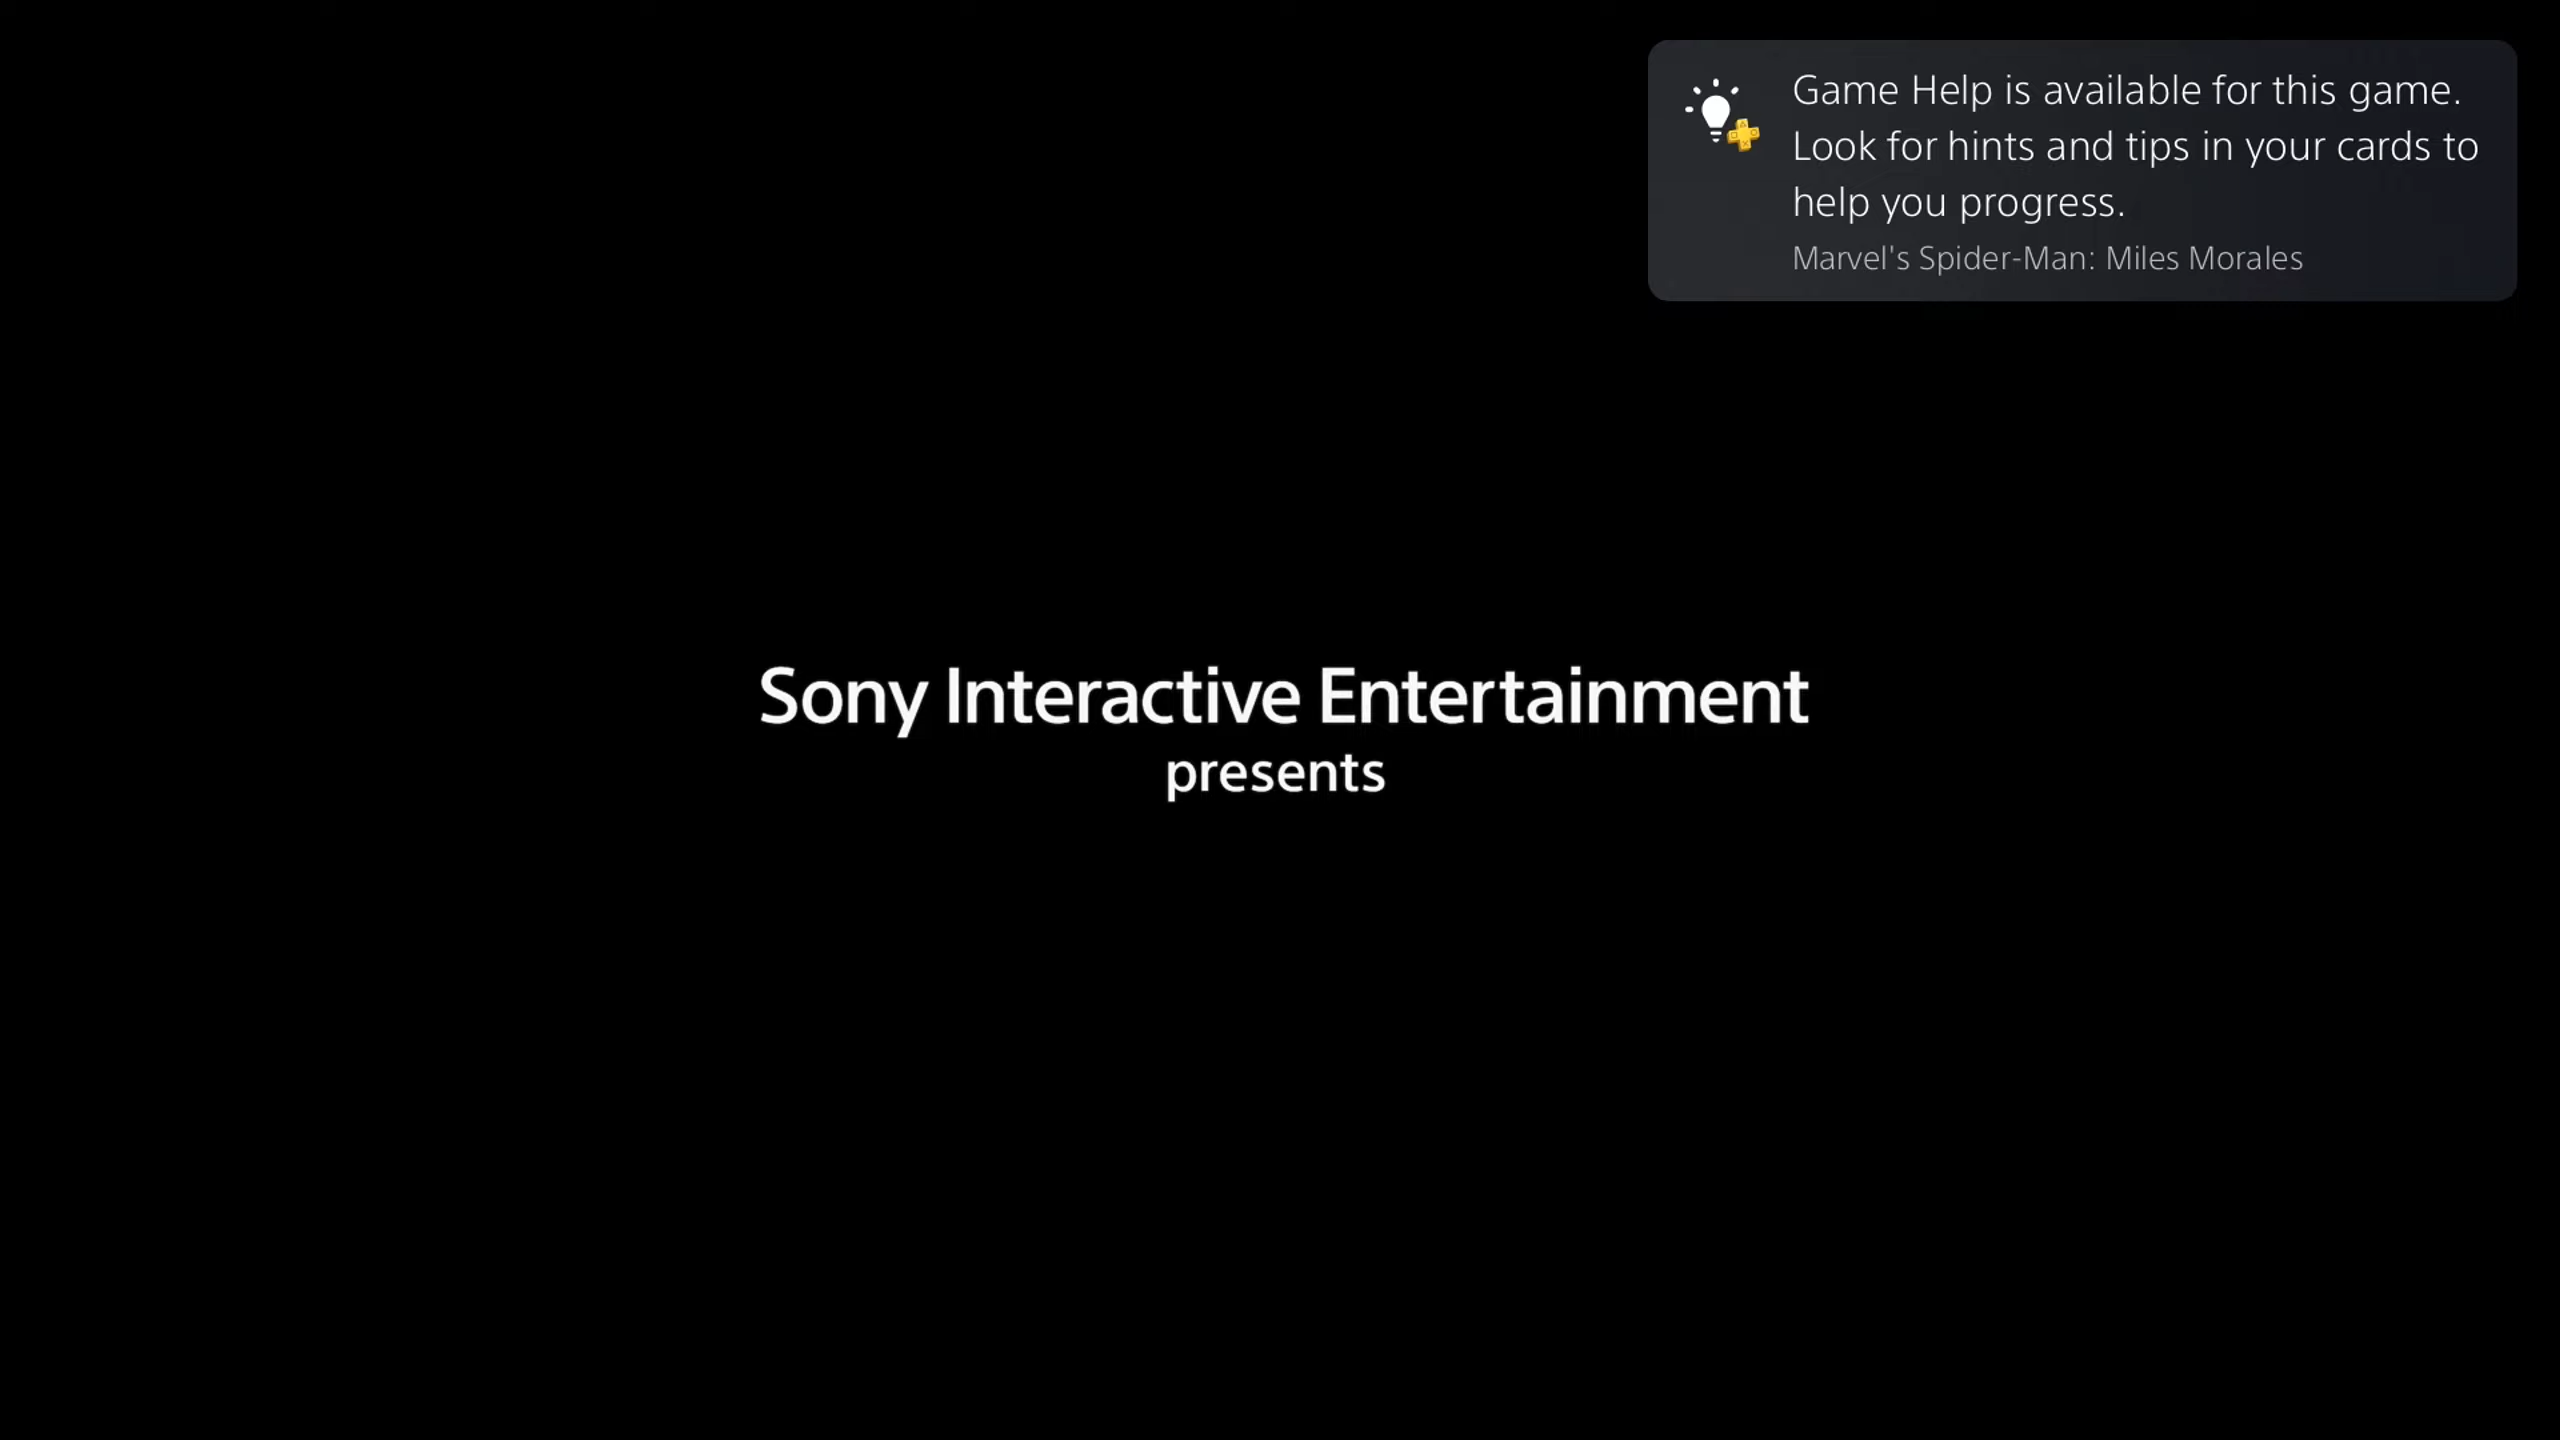 Game Help is available for this game.
Look for hints and tips in your cards to
help you progress.
Marvel's Spider-Man: Miles Morales
Sony Interactive Entertainment
presents